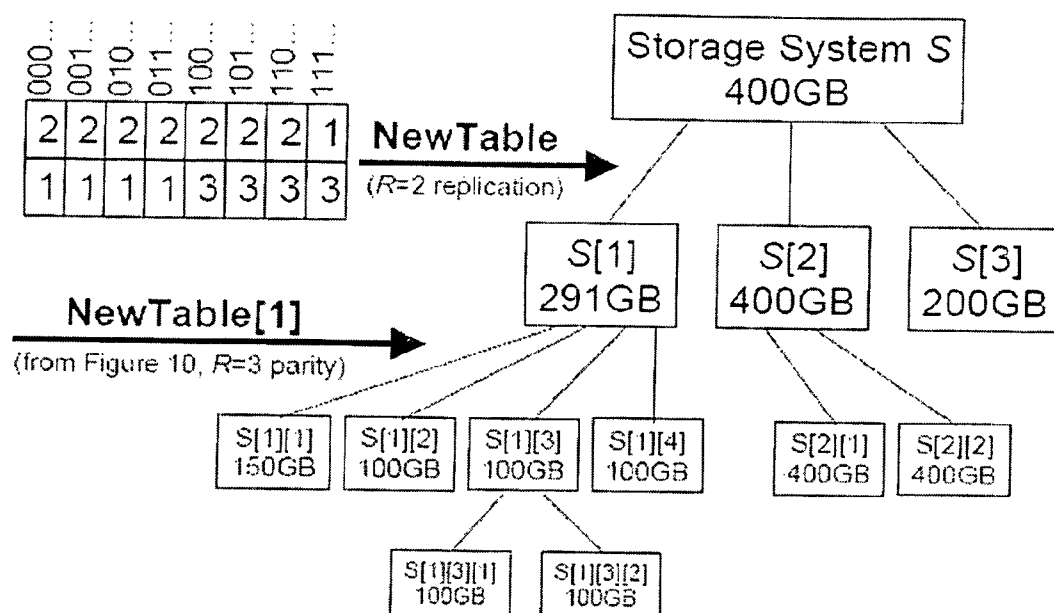 000... 001... 010... 011... 100... 101... 110... 111...
2 2 2 2 2 2 2 1
1 1 1 1 3 3 3 3
NewTable
(R=2 replication)
Storage System S
400GB
S[1]
291GB
S[2]
400GB
S[3]
200GB
NewTable[1]
(from Figure 10, R=3 parity)
S[1][1]
150GB
S[1][2]
100GB
S[1][3]
100GB
S[1][4]
100GB
S[2][1]
400GB
S[2][2]
400GB
S[1][3][1]
100GB
S[1][3][2]
100GB